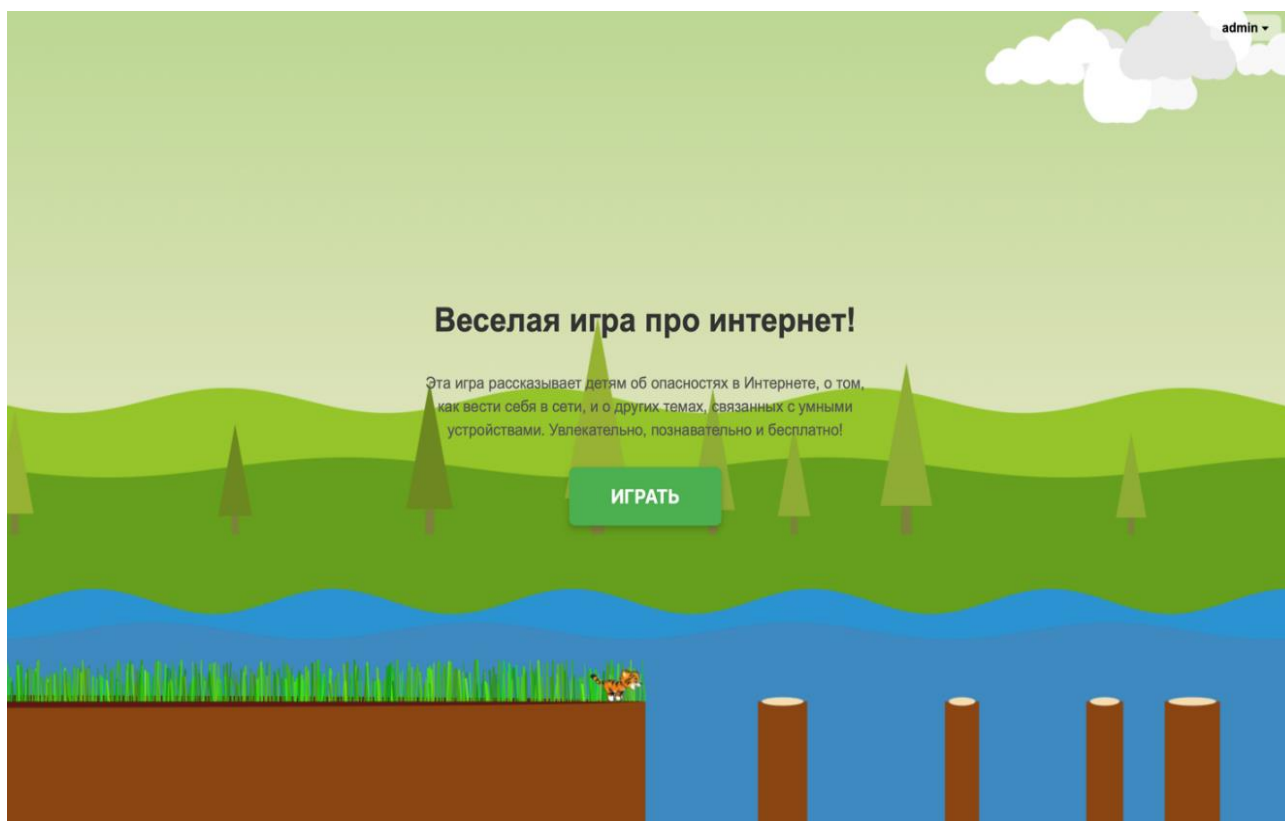 admin
Веселая игра про интернет!
Эта игра рассказывает детям об опасностях в Интернете, о том,
как вести себя в сети, и о других темах, связанных с умными
устройствами. Увлекательно, познавательно и бесплатно!
ИГРАТЬ